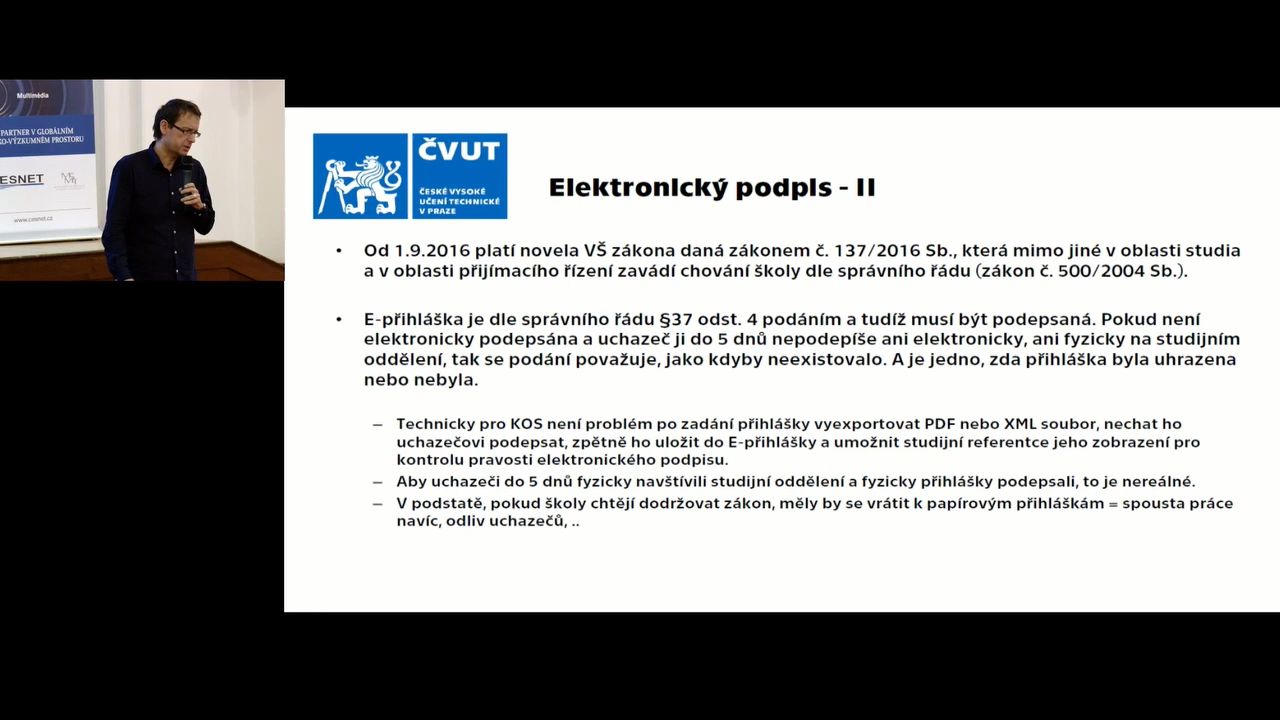 Multimédia
PARTNER V GLOBÁLNÍM
KO-VÝZKUMNÉM PROSTORU
ESNET
www.cesnet.cz
ČVUT
ČESKÉ VYSOKÉ
UČENÍ TECHNICKÉ
V PRAZE
Elektronický podpis - II
• Od 1.9.2016 platí novela VŠ zákona daná zákonem č. 137/2016 Sb., která mimo jiné v oblasti studia
a v oblasti přijímacího řízení zavádí chování školy dle správního řádu (zákon č. 500/2004 Sb.).
• E-přihláška je dle správního řádu §37 odst. 4 podáním a tudíž musí být podepsaná. Pokud není
elektronicky podepsána a uchazeč ji do 5 dnů nepodepíše ani elektronicky, ani fyzicky na studijním
oddělení, tak se podání považuje, jako kdyby neexistovalo. A je jedno, zda přihláška byla uhrazena
nebo nebyla.
– Technicky pro KOS není problém po zadání přihlášky vyexportovat PDF nebo XML soubor, nechat ho
uchazečovi podepsat, zpětně ho uložit do E-přihlášky a umožnit studijní referentce jeho zobrazení pro
kontrolu pravosti elektronického podpisu.
– Aby uchazeči do 5 dnů fyzicky navštívili studijní oddělení a fyzicky přihlášky podepsali, to je nereálné.
– V podstatě, pokud školy chtějí dodržovat zákon, měly by se vrátit k papírovým přihláškám = spousta práce
navíc, odliv uchazečů, ..